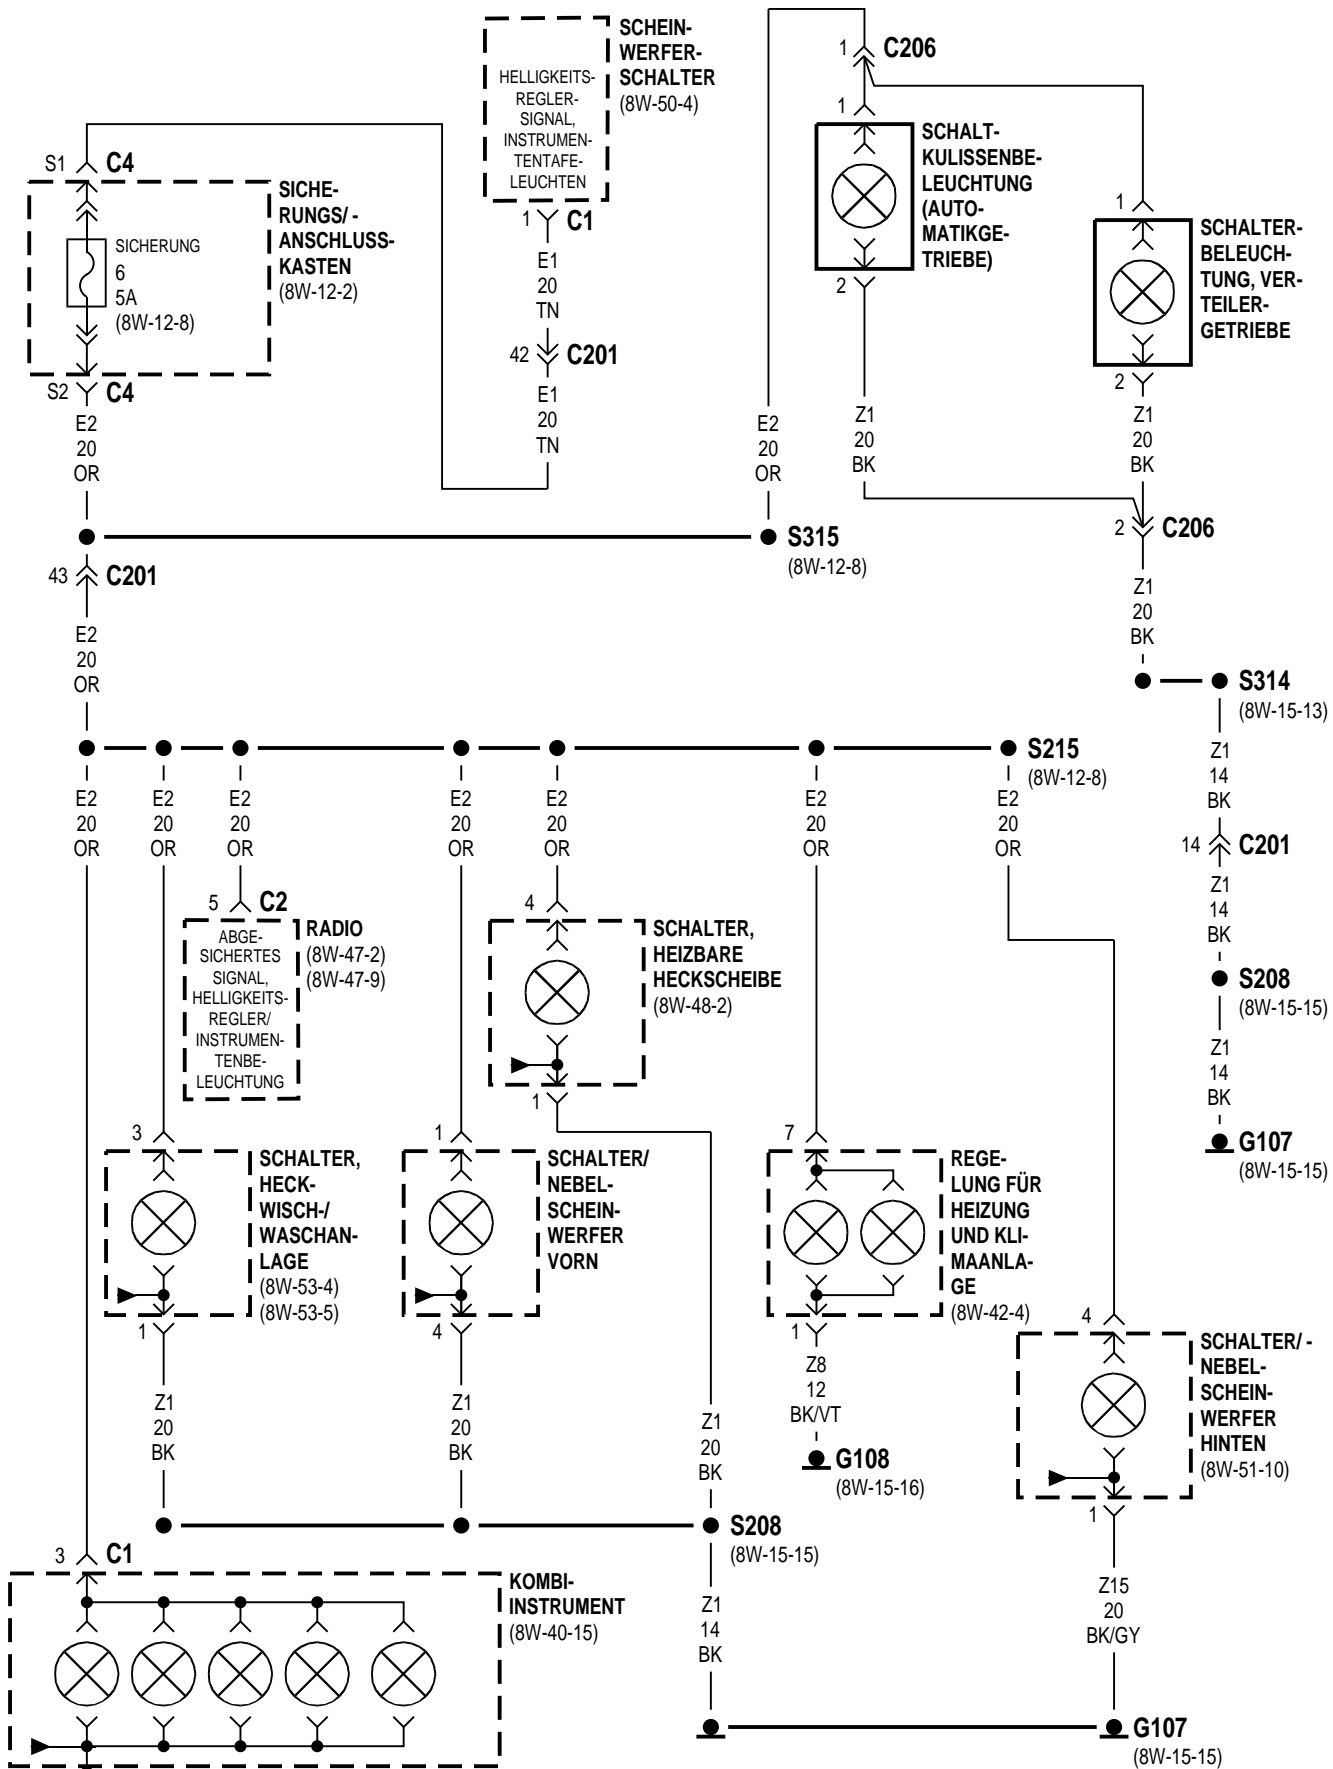 SCHEIN-
WERFER-
SCHALTER
(8W-50-4)
HELLIGKEITS-
REGLER-
SIGNAL,
INSTRUMEN-
TENTAFE-
LEUCHTEN
1 C1
E1
20
TN
42 C201
E1
20
TN
S1 C4
SICHE-
RUNGS/ -
ANSCHLUSS-
KASTEN
(8W-12-2)
SICHERUNG
6
5A
(8W-12-8)
S2 C4
E2
20
OR
1 C206
1
SCHALT-
KULISSENBE-
LEUCHTUNG
(AUTO-
MATIKGE-
TRIEBE)
2
1
SCHALTER-
BELEUCH-
TUNG, VER-
TEILER-
GETRIEBE
2
E2
20
OR
Z1
20
BK
Z1
20
BK
S315
(8W-12-8)
2 C206
43 C201
E2
20
OR
Z1
20
BK
S314
(8W-15-13)
S215
(8W-12-8)
Z1
14
BK
14 C201
Z1
14
BK
S208
(8W-15-15)
Z1
14
BK
G107
(8W-15-15)
E2 E2 E2 E2 E2 E2 E2
20 20 20 20 20 20 20
OR OR OR OR OR OR OR
5 C2
RADIO
(8W-47-2)
(8W-47-9)
ABGE-
SICHERTES
SIGNAL,
HELLIGKEITS-
REGLER/
INSTRUMEN-
TENBE-
LEUCHTUNG
4
SCHALTER,
HEIZBARE
HECKSCHEIBE
(8W-48-2)
1
3
SCHALTER,
HECK-
WISCH-/
WASCHAN-
LAGE
(8W-53-4)
(8W-53-5)
1
1
SCHALTER/
NEBEL-
SCHEIN-
WERFER
VORN
4
7
REGE-
LUNG FÜR
HEIZUNG
UND KLI-
MAANLA-
GE
(8W-42-4)
1
4
SCHALTER/ -
NEBEL-
SCHEIN-
WERFER
HINTEN
(8W-51-10)
1
Z1
20
BK
Z1
20
BK
Z1
20
BK
Z8
12
BK/VT
G108
(8W-15-16)
S208
(8W-15-15)
3 C1
KOMBI-
INSTRUMENT
(8W-40-15)
Z1
14
BK
Z15
20
BK/GY
G107
(8W-15-15)